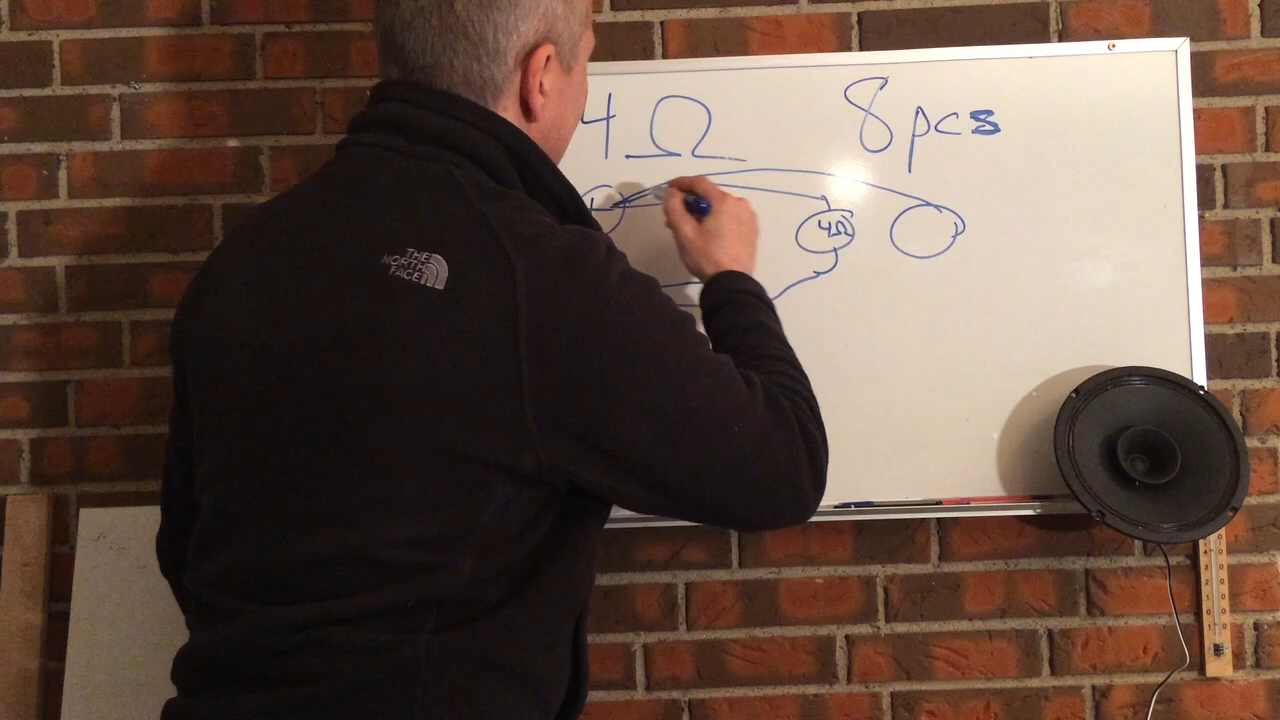 4 Ω 8 pcs
4Ω
THE
NORTH
FACE